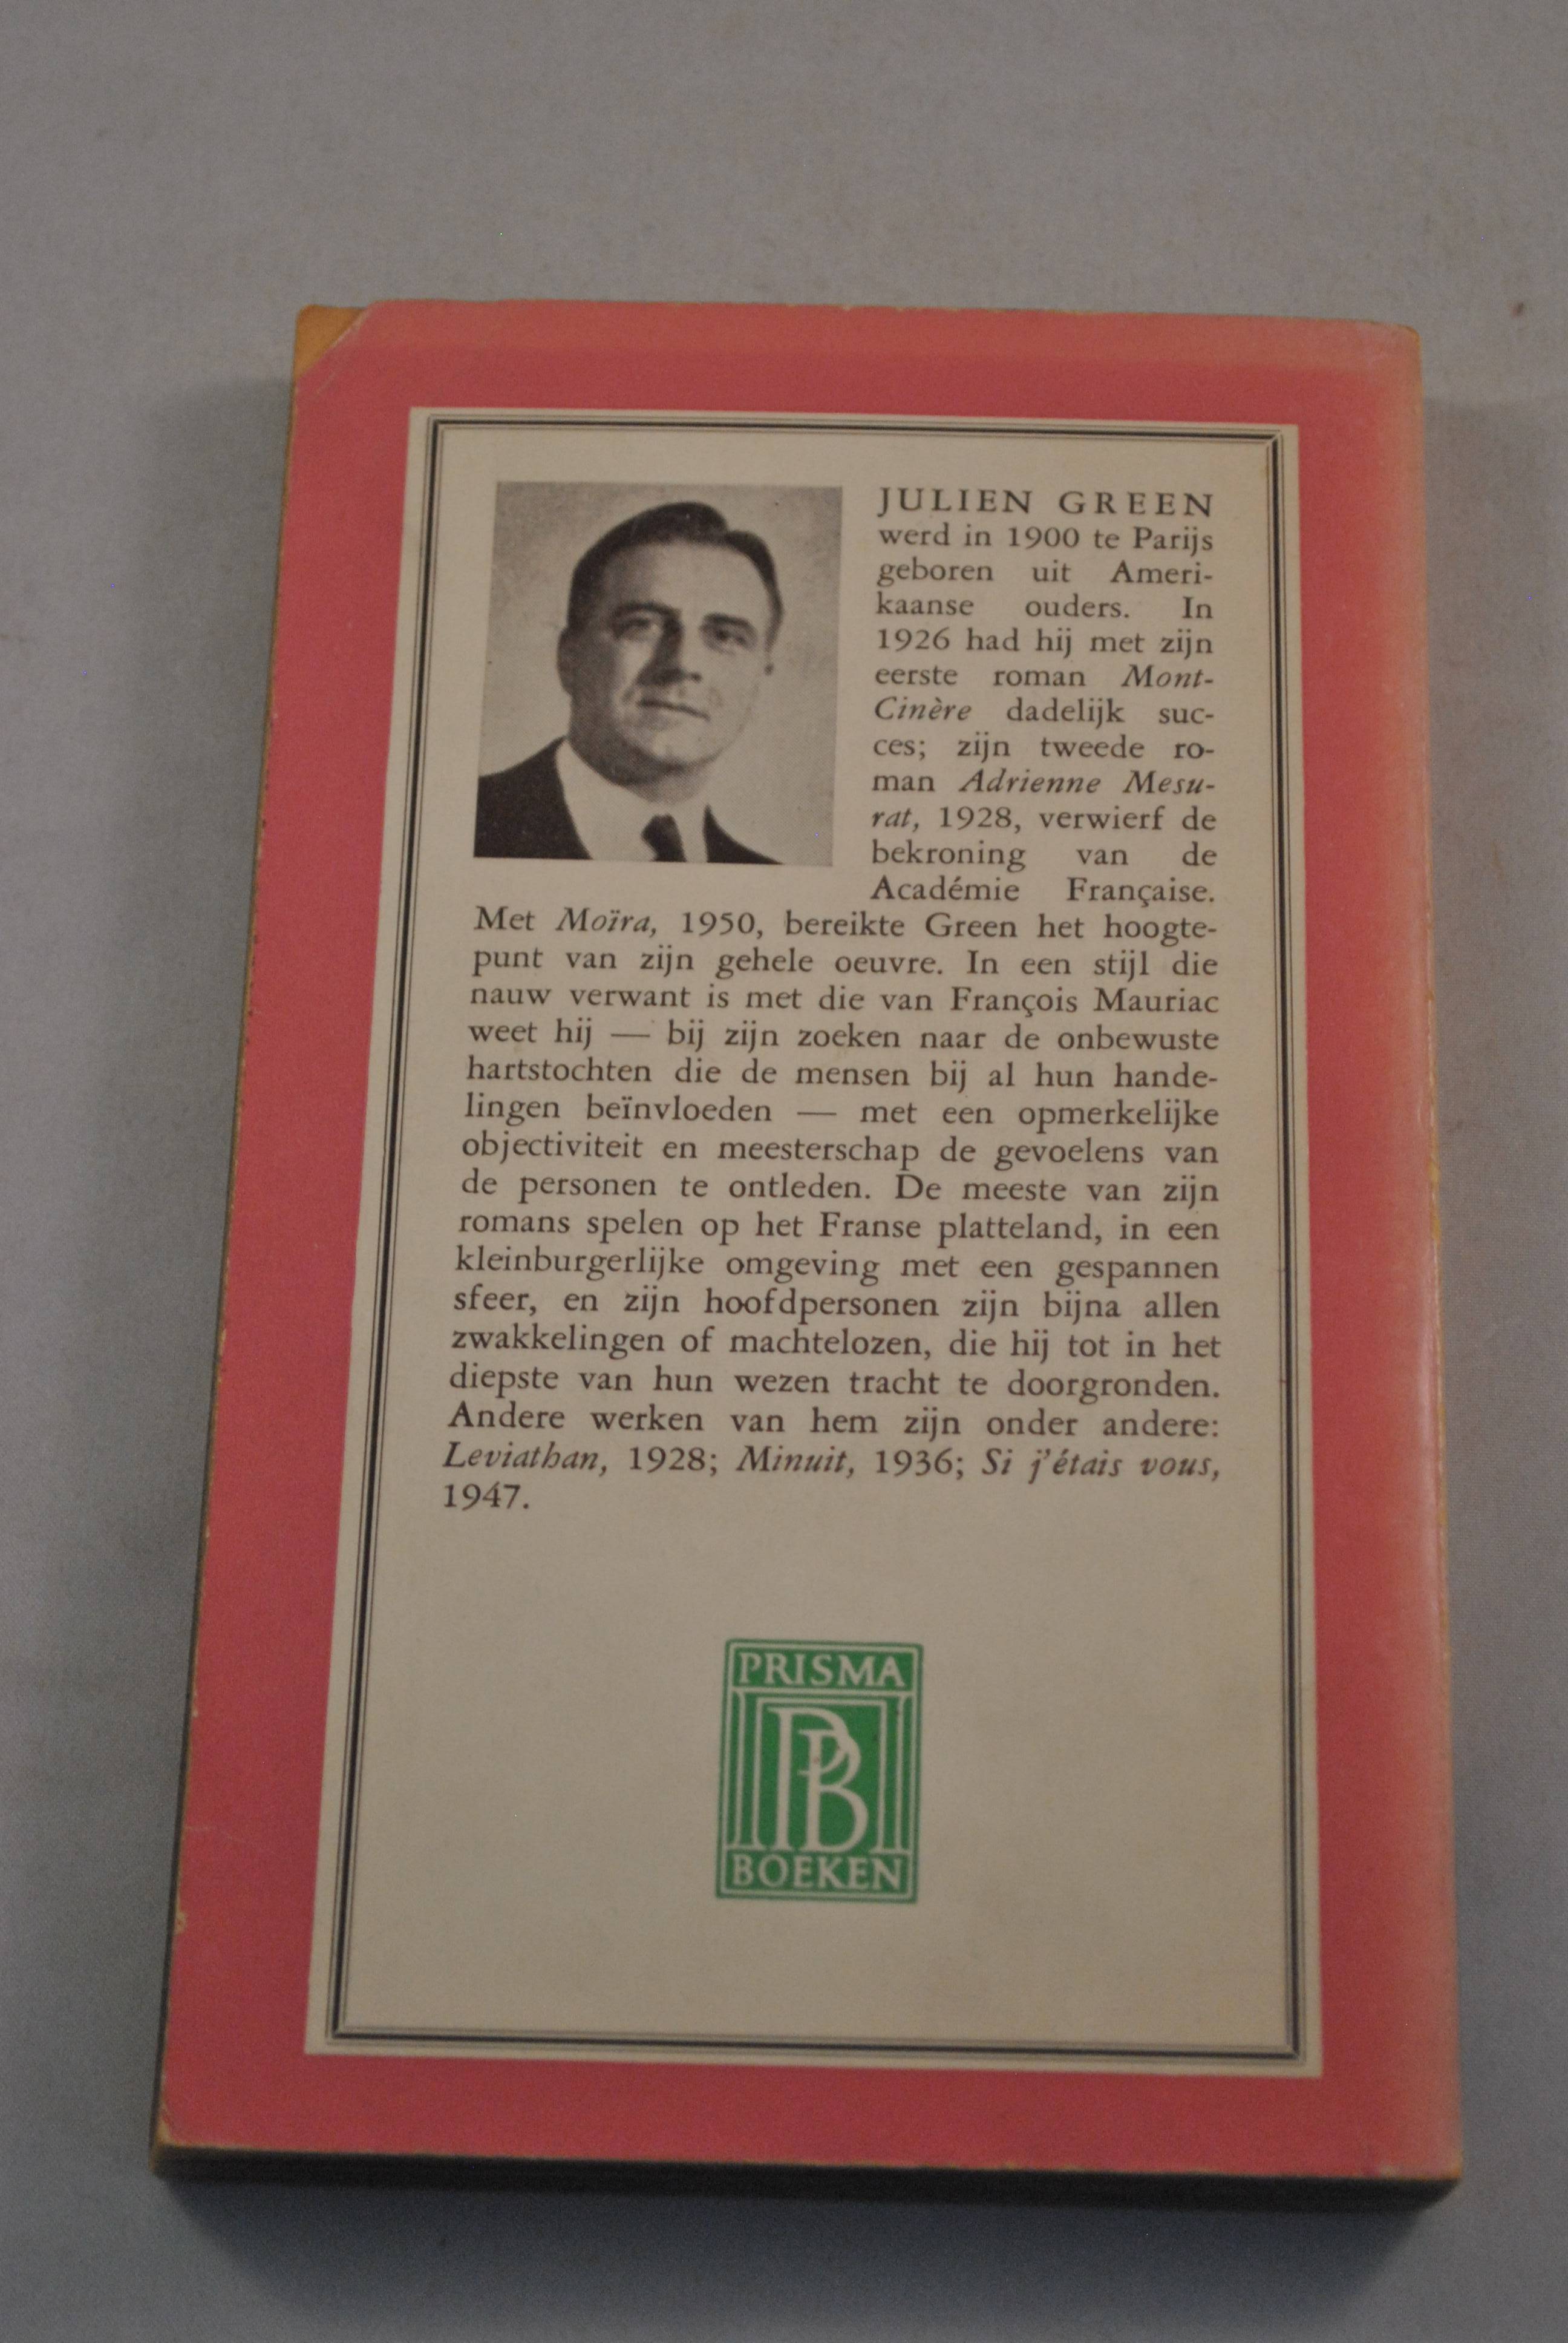 JULIEN GREEN
werd in 1900 te Parijs
geboren uit Ameri-
kaanse ouders. In
1926 had hij met zijn
eerste roman Mont-
Cinère dadelijk suc-
ces; zijn tweede ro-
man Adrienne Mesu-
rat, 1928, verwierf de
bekroning van de
Académie Française.
Met Moïra, 1950, bereikte Green het hoogte-
punt van zijn gehele oeuvre. In een stijl die
nauw verwant is met die van François Mauriac
weet hij — bij zijn zoeken naar de onbewuste
hartstochten die de mensen bij al hun hande-
lingen beïnvloeden — met een opmerkelijke
objectiviteit en meesterschap de gevoelens van
de personen te ontleden. De meeste van zijn
romans spelen op het Franse platteland, in een
kleinburgerlijke omgeving met een gespannen
sfeer, en zijn hoofdpersonen zijn bijna allen
zwakkelingen of machtelozen, die hij tot in het
diepste van hun wezen tracht te doorgronden.
Andere werken van hem zijn onder andere:
Leviathan, 1928; Minuit, 1936; Si j'étais vous,
1947.
PRISMA
PB
BOEKEN